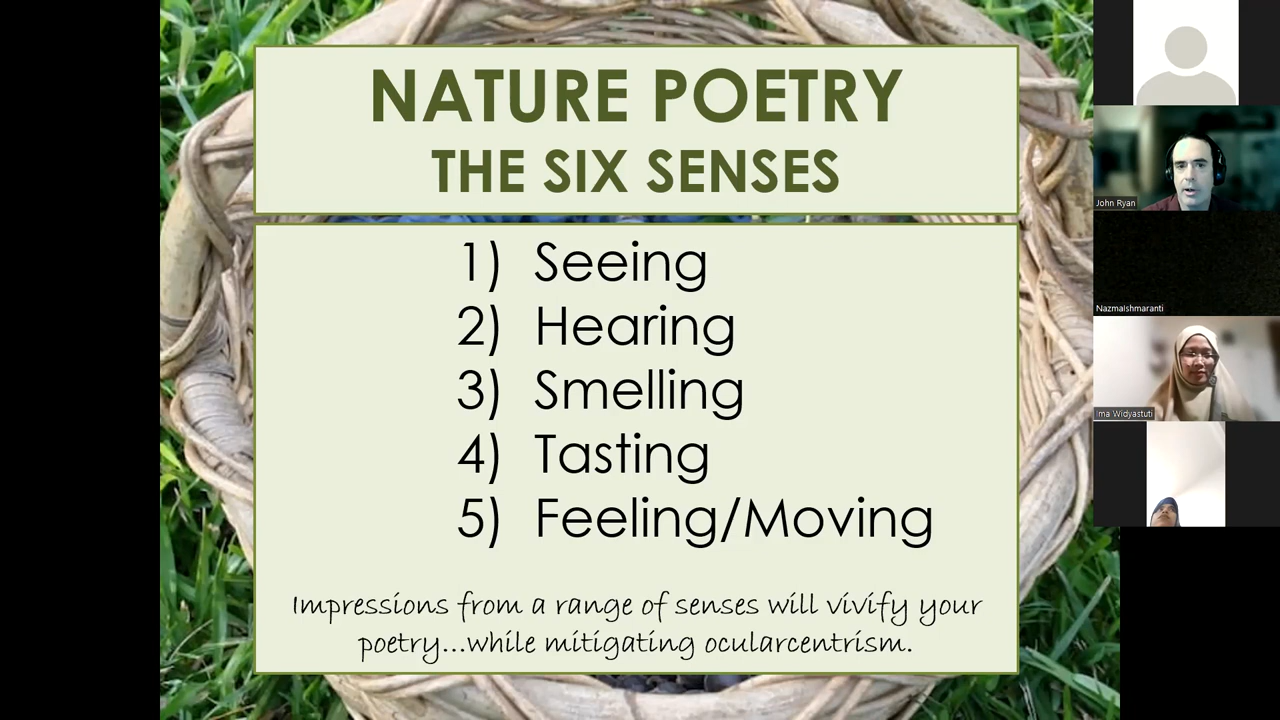 NATURE POETRY
THE SIX SENSES
1) Seeing
2) Hearing
3) Smelling
4) Tasting
5) Feeling/Moving
Impressions from a range of senses will vivify your
poetry...while mitigating ocularcentrism.
John Ryan
NazmaIshmaranti
Ima Widyastuti